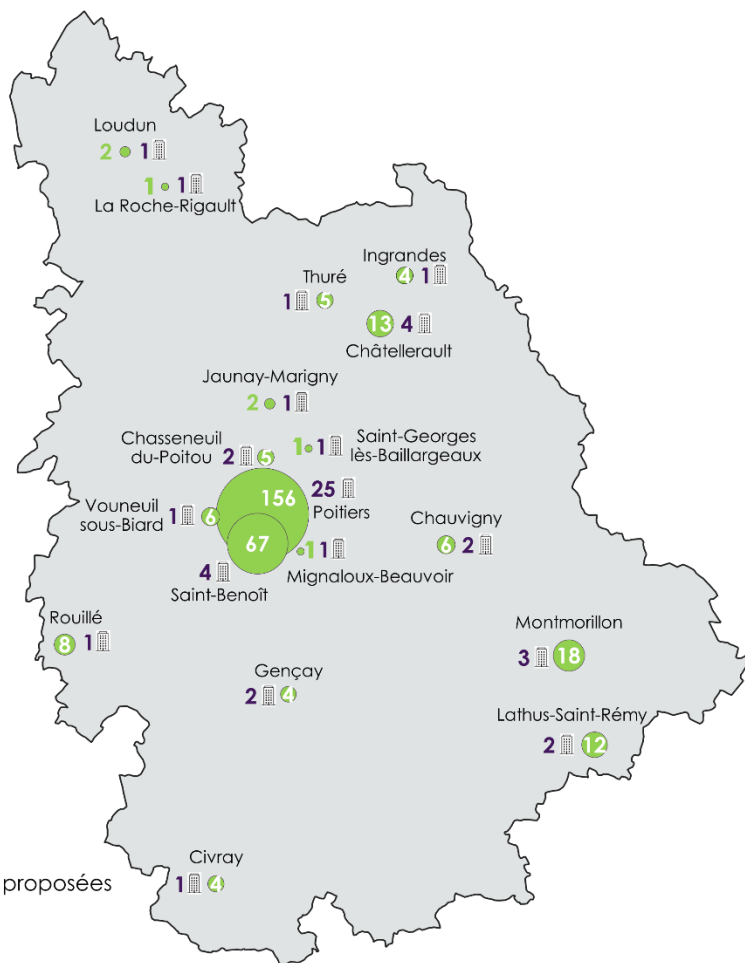 Loudun
2 1
1 1
La Roche-Rigault
Ingrandes
4 1
Thuré
1 5
13 4
Châtellerault
Jaunay-Marigny
2 1
Chasseneuil
du-Poitou
2 5
1 1
Saint-Georges
lès-Baillargeaux
156
25
Poitiers
Vouneuil
sous-Biard
1 6
67
1 1
Mignaloux-Beauvoir
4
Saint-Benoît
Chauvigny
6 2
Rouillé
8 1
Montmorillon
3 18
Gençay
2 4
Lathus-Saint-Rémy
2 12
Civray
1 4
proposées